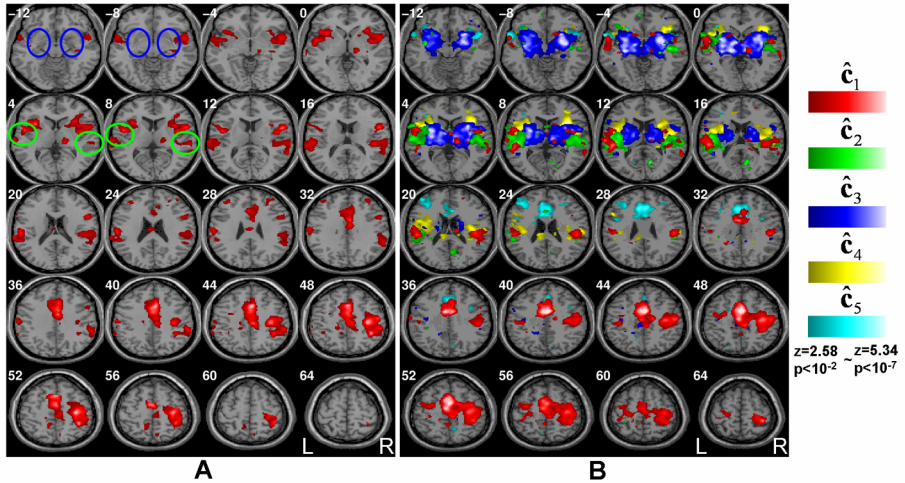 −12 −8 −4 0
4 8 12 16
20 24 28 32
36 40 44 48
52 56 60 64
L R
A
−12 −8 −4 0
4 8 12 16
20 24 28 32
36 40 44 48
52 56 60 64
L R
B
ĉ₁
ĉ₂
ĉ₃
ĉ₄
ĉ₅
z=2.58 ~ z=5.34
p<10⁻² p<10⁻⁷